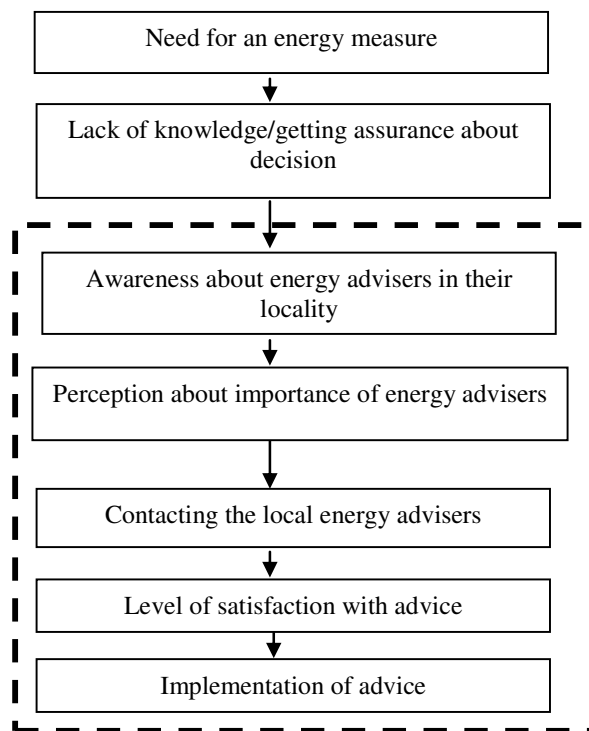 Need for an energy measure
Lack of knowledge/getting assurance about
decision
Awareness about energy advisers in their
locality
Perception about importance of energy advisers
Contacting the local energy advisers
Level of satisfaction with advice
Implementation of advice